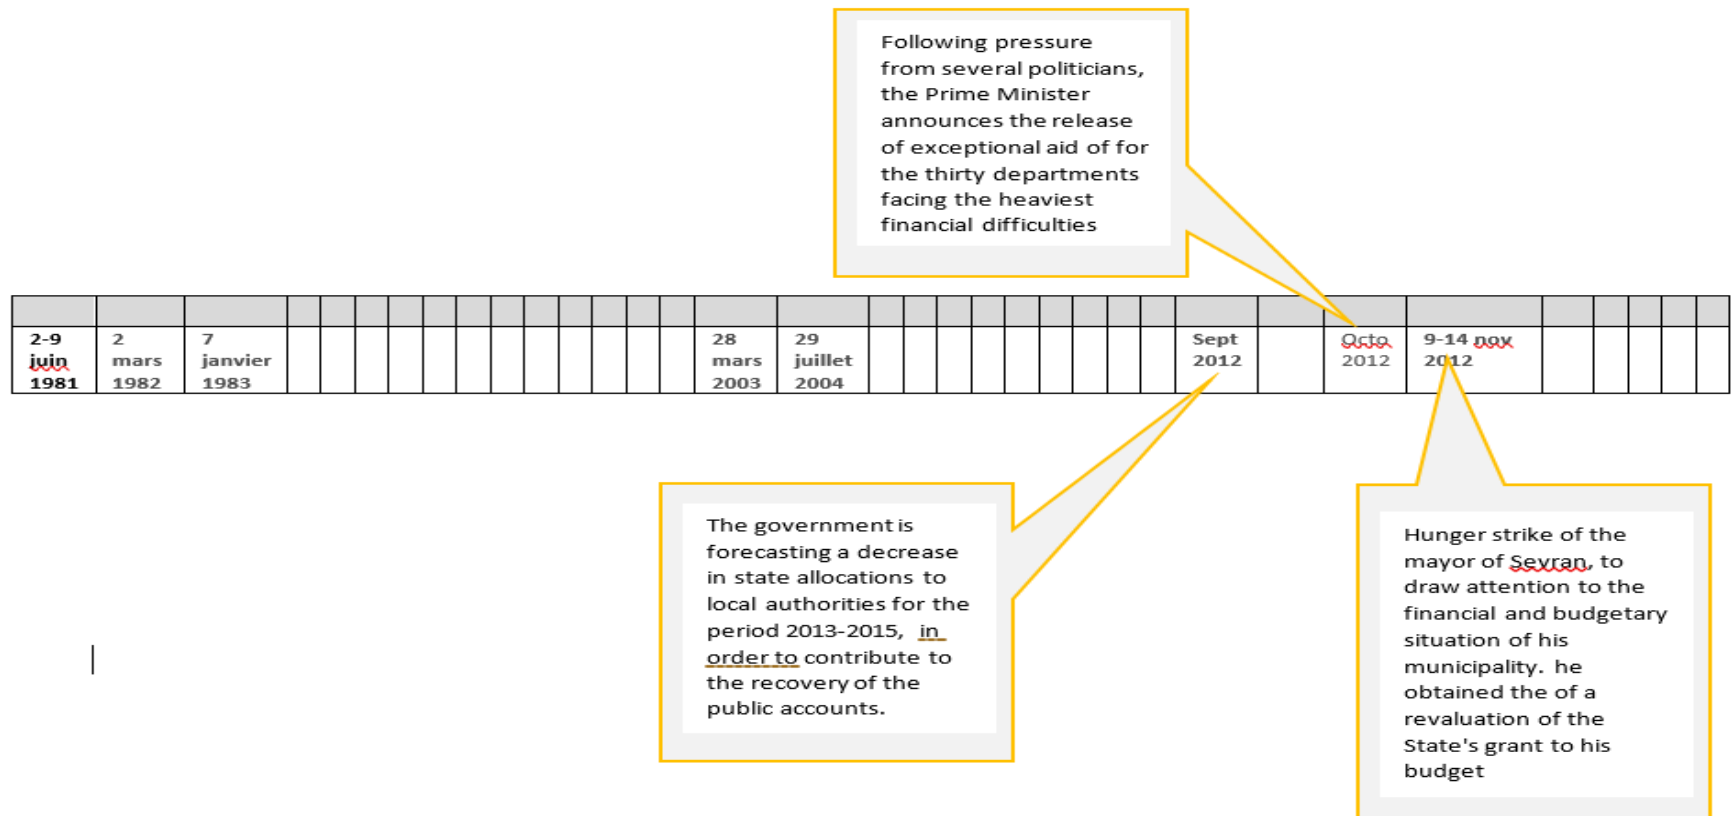 Following pressure
from several politicians,
the Prime Minister
announces the release
of exceptional aid of for
the thirty departments
facing the heaviest
financial difficulties
2-9
juin
1981
2
mars
1982
7
janvier
1983
28
mars
2003
29
juillet
2004
Sept
2012
Octo
2012
9-14 nov
2012
The government is
forecasting a decrease
in state allocations to
local authorities for the
period 2013-2015, in
order to contribute to
the recovery of the
public accounts.
Hunger strike of the
mayor of Sevran, to
draw attention to the
financial and budgetary
situation of his
municipality. he
obtained the of a
revaluation of the
State's grant to his
budget